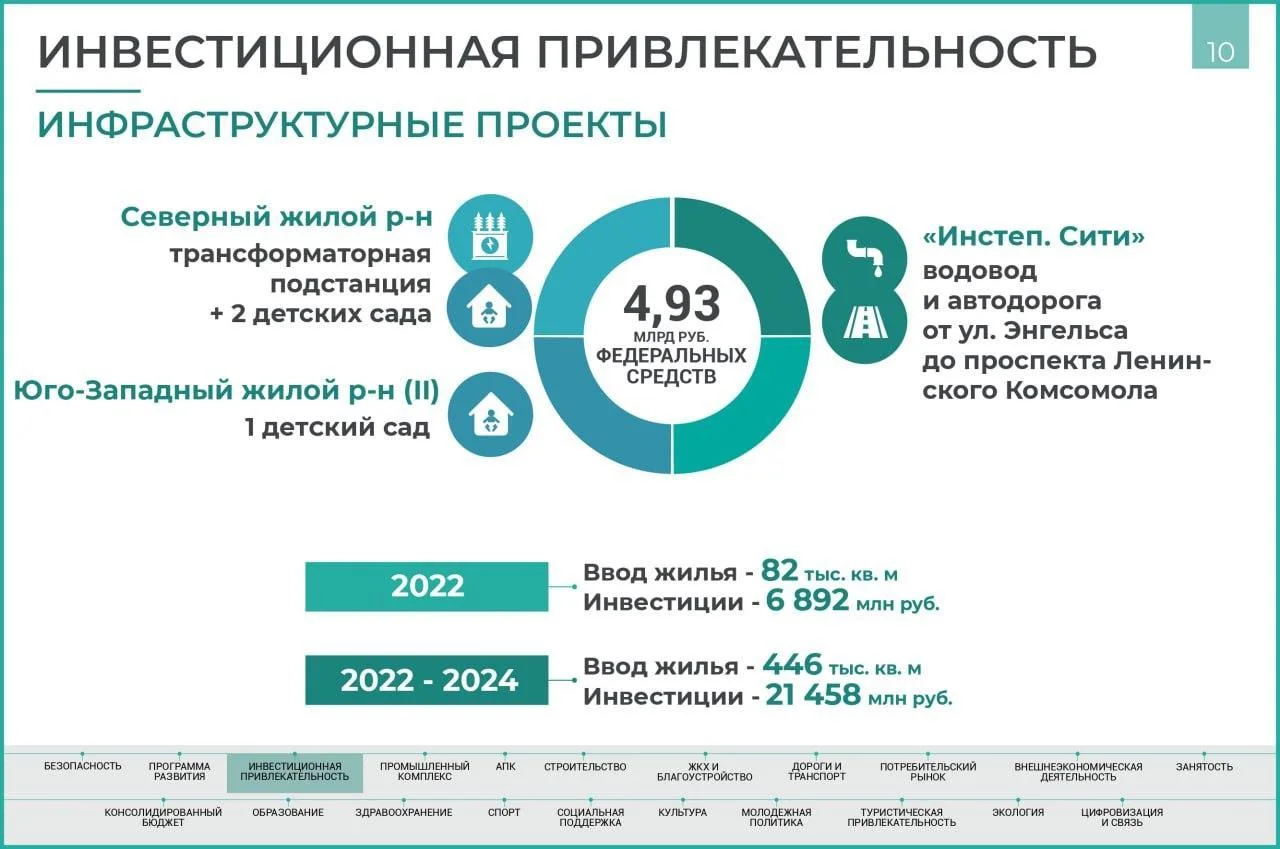 ИНВЕСТИЦИОННАЯ ПРИВЛЕКАТЕЛЬНОСТЬ
10
ИНФРАСТРУКТУРНЫЕ ПРОЕКТЫ
Северный жилой р-н
трансформаторная
подстанция
+ 2 детских сада
Юго-Западный жилой р-н (II)
1 детский сад
4,93
МЛРД РУБ.
ФЕДЕРАЛЬНЫХ
СРЕДСТВ
«Инстеп. Сити»
водовод
и автодорога
от ул. Энгельса
до проспекта Ленин-
ского Комсомола
2022
Ввод жилья - 82 тыс. кв. м
Инвестиции - 6 892 млн руб.
2022 - 2024
Ввод жилья - 446 тыс. кв. м
Инвестиции - 21 458 млн руб.
БЕЗОПАСНОСТЬ
ПРОГРАММА
РАЗВИТИЯ
ИНВЕСТИЦИОННАЯ
ПРИВЛЕКАТЕЛЬНОСТЬ
ПРОМЫШЛЕННЫЙ
КОМПЛЕКС
АПК
СТРОИТЕЛЬСТВО
ЖКХ И
БЛАГОУСТРОЙСТВО
ДОРОГИ И
ТРАНСПОРТ
ПОТРЕБИТЕЛЬСКИЙ
РЫНОК
ВНЕШНЕЭКОНОМИЧЕСКАЯ
ДЕЯТЕЛЬНОСТЬ
ЗАНЯТОСТЬ
КОНСОЛИДИРОВАННЫЙ
БЮДЖЕТ
ОБРАЗОВАНИЕ
ЗДРАВООХРАНЕНИЕ
СПОРТ
СОЦИАЛЬНАЯ
ПОДДЕРЖКА
КУЛЬТУРА
МОЛОДЕЖНАЯ
ПОЛИТИКА
ТУРИСТИЧЕСКАЯ
ПРИВЛЕКАТЕЛЬНОСТЬ
ЭКОЛОГИЯ
ЦИФРОВИЗАЦИЯ
И СВЯЗЬ